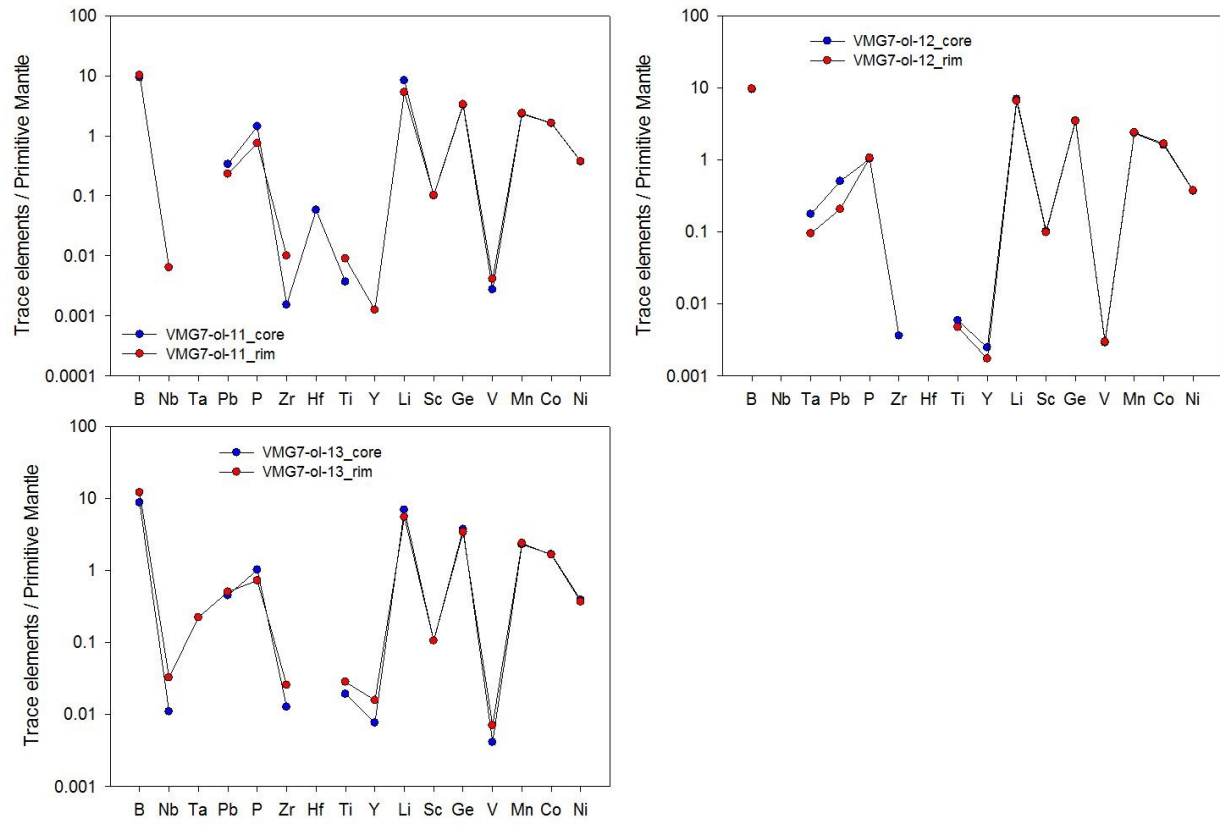 Trace elements / Primitive Mantle
100
10
1
0.1
0.01
0.001
0.0001
VMG7-ol-11_core
VMG7-ol-11_rim
B Nb Ta Pb P Zr Hf Ti Y Li Sc Ge V Mn Co Ni
Trace elements / Primitive Mantle
100
10
1
0.1
0.01
0.001
VMG7-ol-12_core
VMG7-ol-12_rim
B Nb Ta Pb P Zr Hf Ti Y Li Sc Ge V Mn Co Ni
Trace elements / Primitive Mantle
100
10
1
0.1
0.01
0.001
VMG7-ol-13_core
VMG7-ol-13_rim
B Nb Ta Pb P Zr Hf Ti Y Li Sc Ge V Mn Co Ni